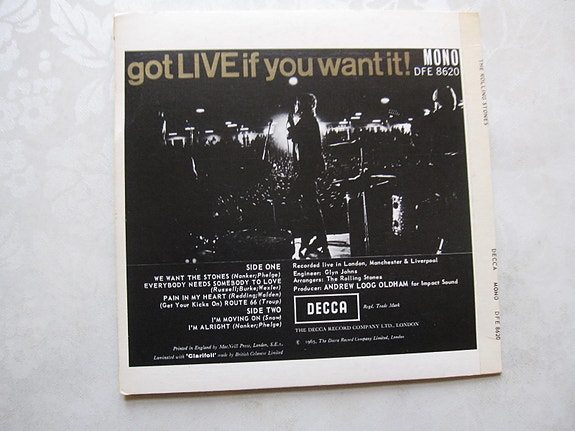 got LIVE if you want it!
MONO
DFE 8620
SIDE ONE
WE WANT THE STONES (Nanker;Phelge)
EVERYBODY NEEDS SOMEBODY TO LOVE
(Russell;Burke;Wexler)
PAIN IN MY HEART (Redding;Walden)
(Get Your Kicks On) ROUTE 66 (Troup)
SIDE TWO
I'M MOVING ON (Snow)
I'M ALRIGHT (Nanker;Phelge)
Printed in England by MacNeill Press, London, S.E.1.
Laminated with "Clarifoil" made by British Celanese Limited
Recorded live in London, Manchester & Liverpool
Engineer: Glyn Johns
Arrangers: The Rolling Stones
Producer: ANDREW LOOG OLDHAM for Impact Sound
DECCA
Regd. Trade Mark
THE DECCA RECORD COMPANY LTD., LONDON
℗ 1965, The Decca Record Company Limited, London
THE ROLLING STONES
DECCA MONO DFE 8620